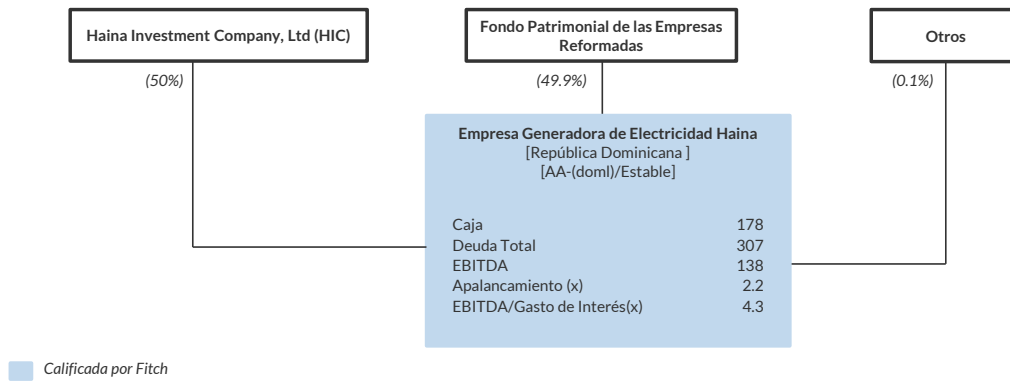 Haina Investment Company, Ltd (HIC)
Fondo Patrimonial de las Empresas
Reformadas
Otros
(50%)
(49.9%)
(0.1%)
Empresa Generadora de Electricidad Haina
[República Dominicana ]
[AA-(doml)/Estable]
Caja 178
Deuda Total 307
EBITDA 138
Apalancamiento (x) 2.2
EBITDA/Gasto de Interés(x) 4.3
Calificada por Fitch